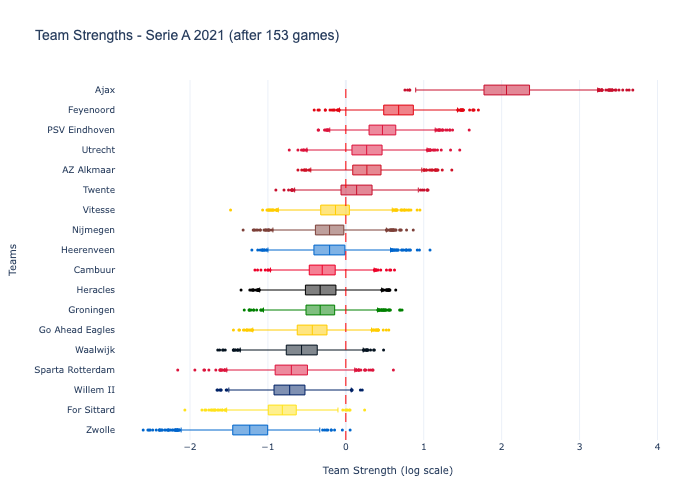 Team Strengths - Serie A 2021 (after 153 games)
Ajax
Feyenoord
PSV Eindhoven
Utrecht
AZ Alkmaar
Twente
Vitesse
Nijmegen
Heerenveen
Cambuur
Heracles
Groningen
Go Ahead Eagles
Waalwijk
Sparta Rotterdam
Willem II
For Sittard
Zwolle
Teams
−2 −1 0 1 2 3 4
Team Strength (log scale)